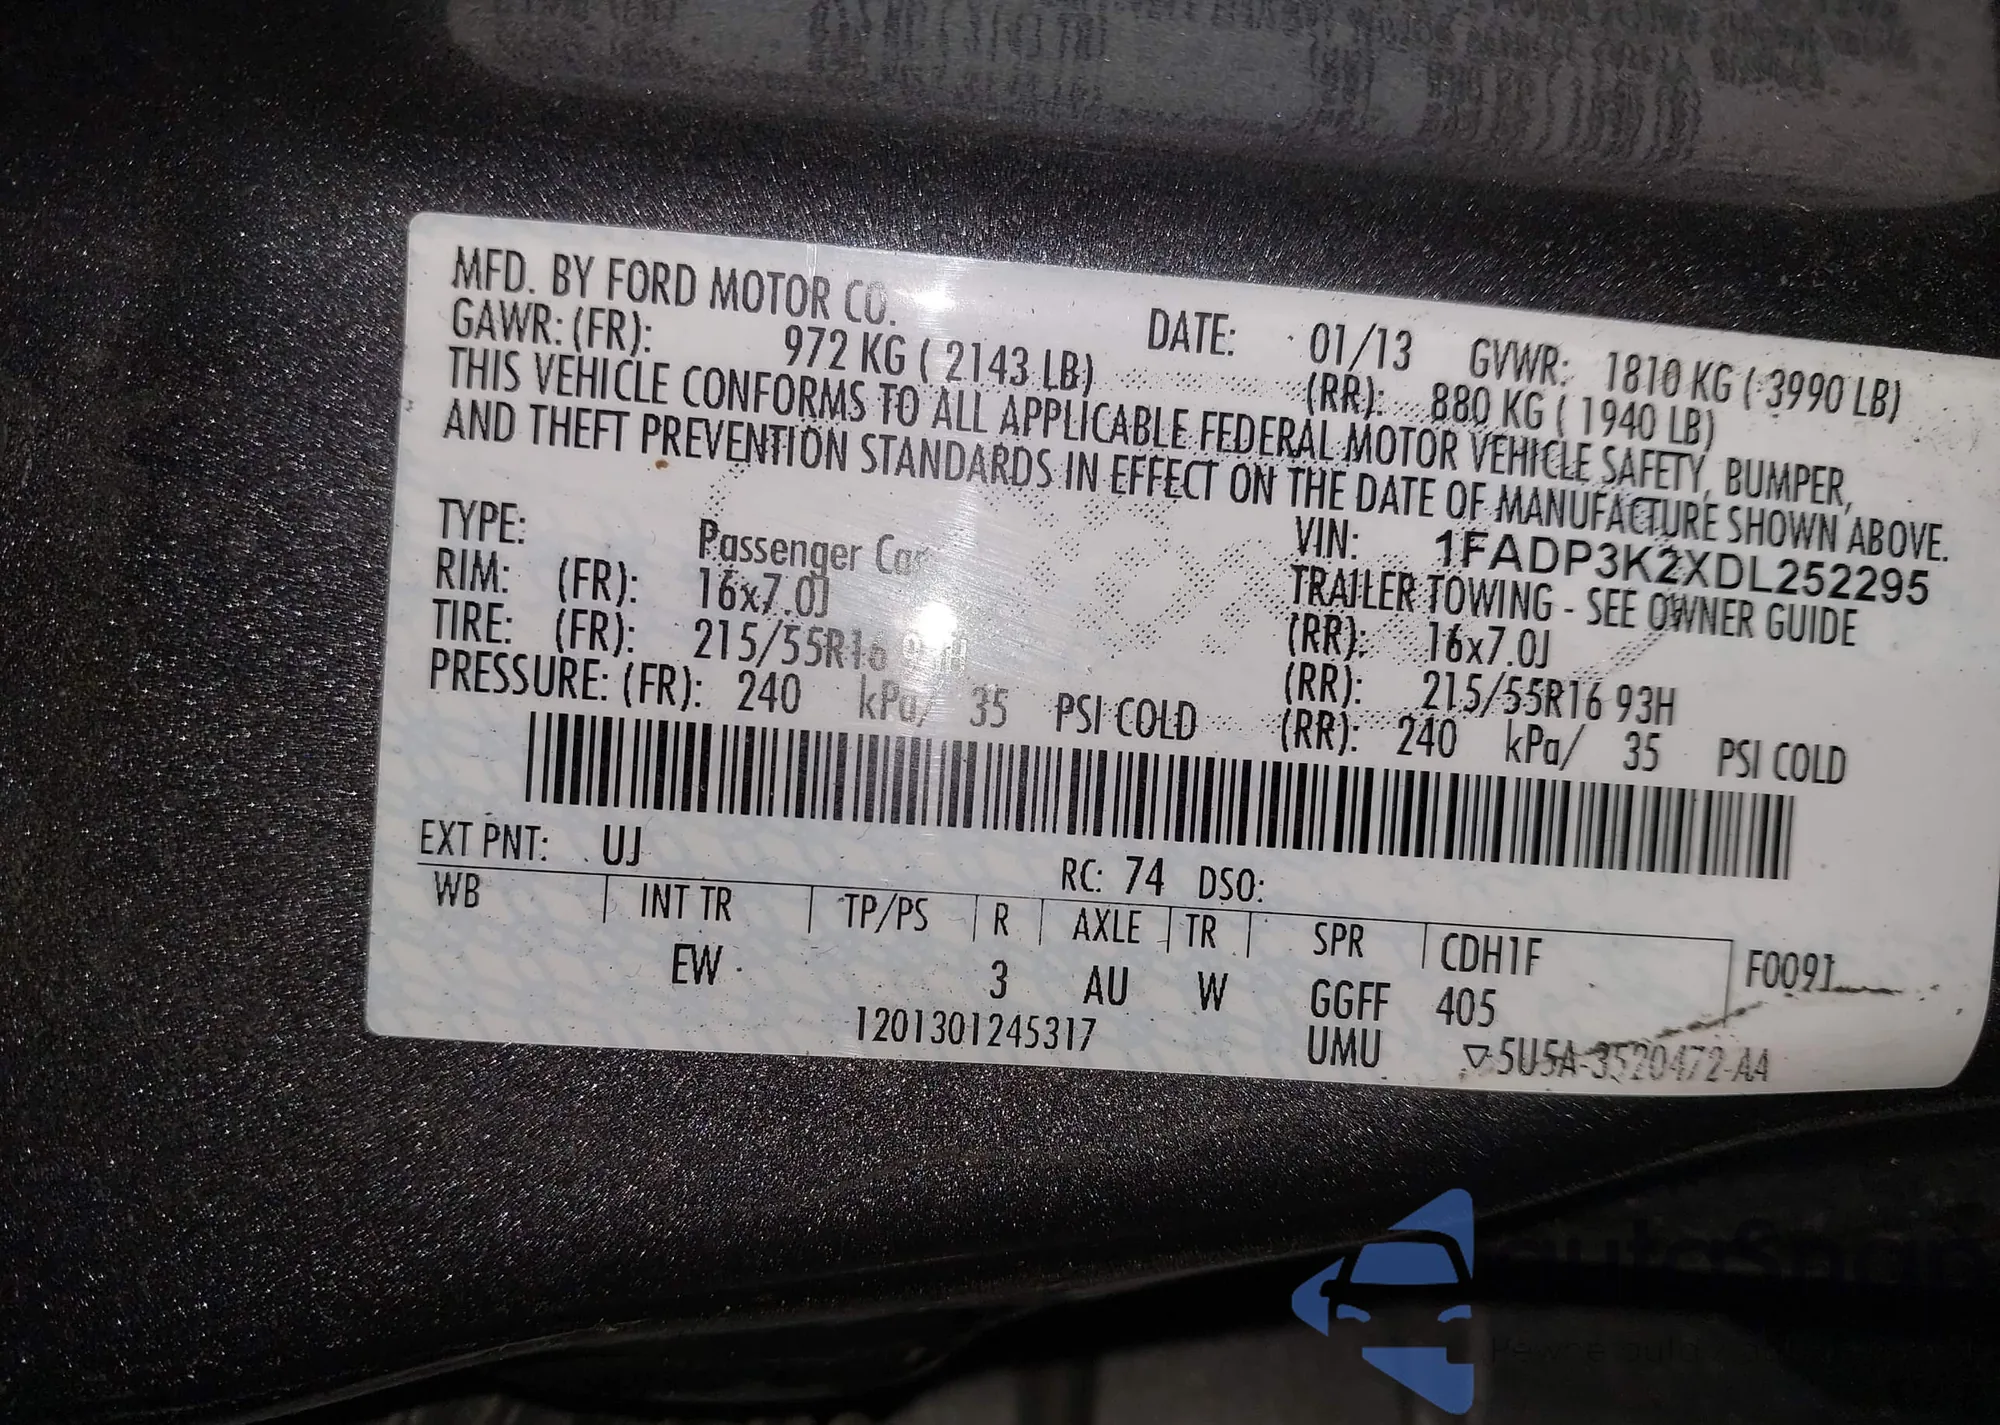 MFD. BY FORD MOTOR CO. DATE: 01/13 GVWR: 1810 KG ( 3990 LB)
GAWR: (FR): 972 KG ( 2143 LB) (RR): 880 KG ( 1940 LB)
THIS VEHICLE CONFORMS TO ALL APPLICABLE FEDERAL MOTOR VEHICLE SAFETY, BUMPER,
AND THEFT PREVENTION STANDARDS IN EFFECT ON THE DATE OF MANUFACTURE SHOWN ABOVE.
VIN: 1FADP3K2XDL252295
TYPE: Passenger Car TRAILER TOWING - SEE OWNER GUIDE
RIM: (FR): 16x7.0J (RR): 16x7.0J
TIRE: (FR): 215/55R16 (RR): 215/55R16 93H
PRESSURE: (FR): 240 kPa/ 35 PSI COLD (RR): 240 kPa/ 35 PSI COLD
EXT PNT: UJ RC: 74 DSO:
WB INT TR TP/PS R AXLE TR SPR CDH1F F0091
EW 3 AU W GGFF 405
1201301245317 UMU ▽5U5A-3520472-AA
autoSnap